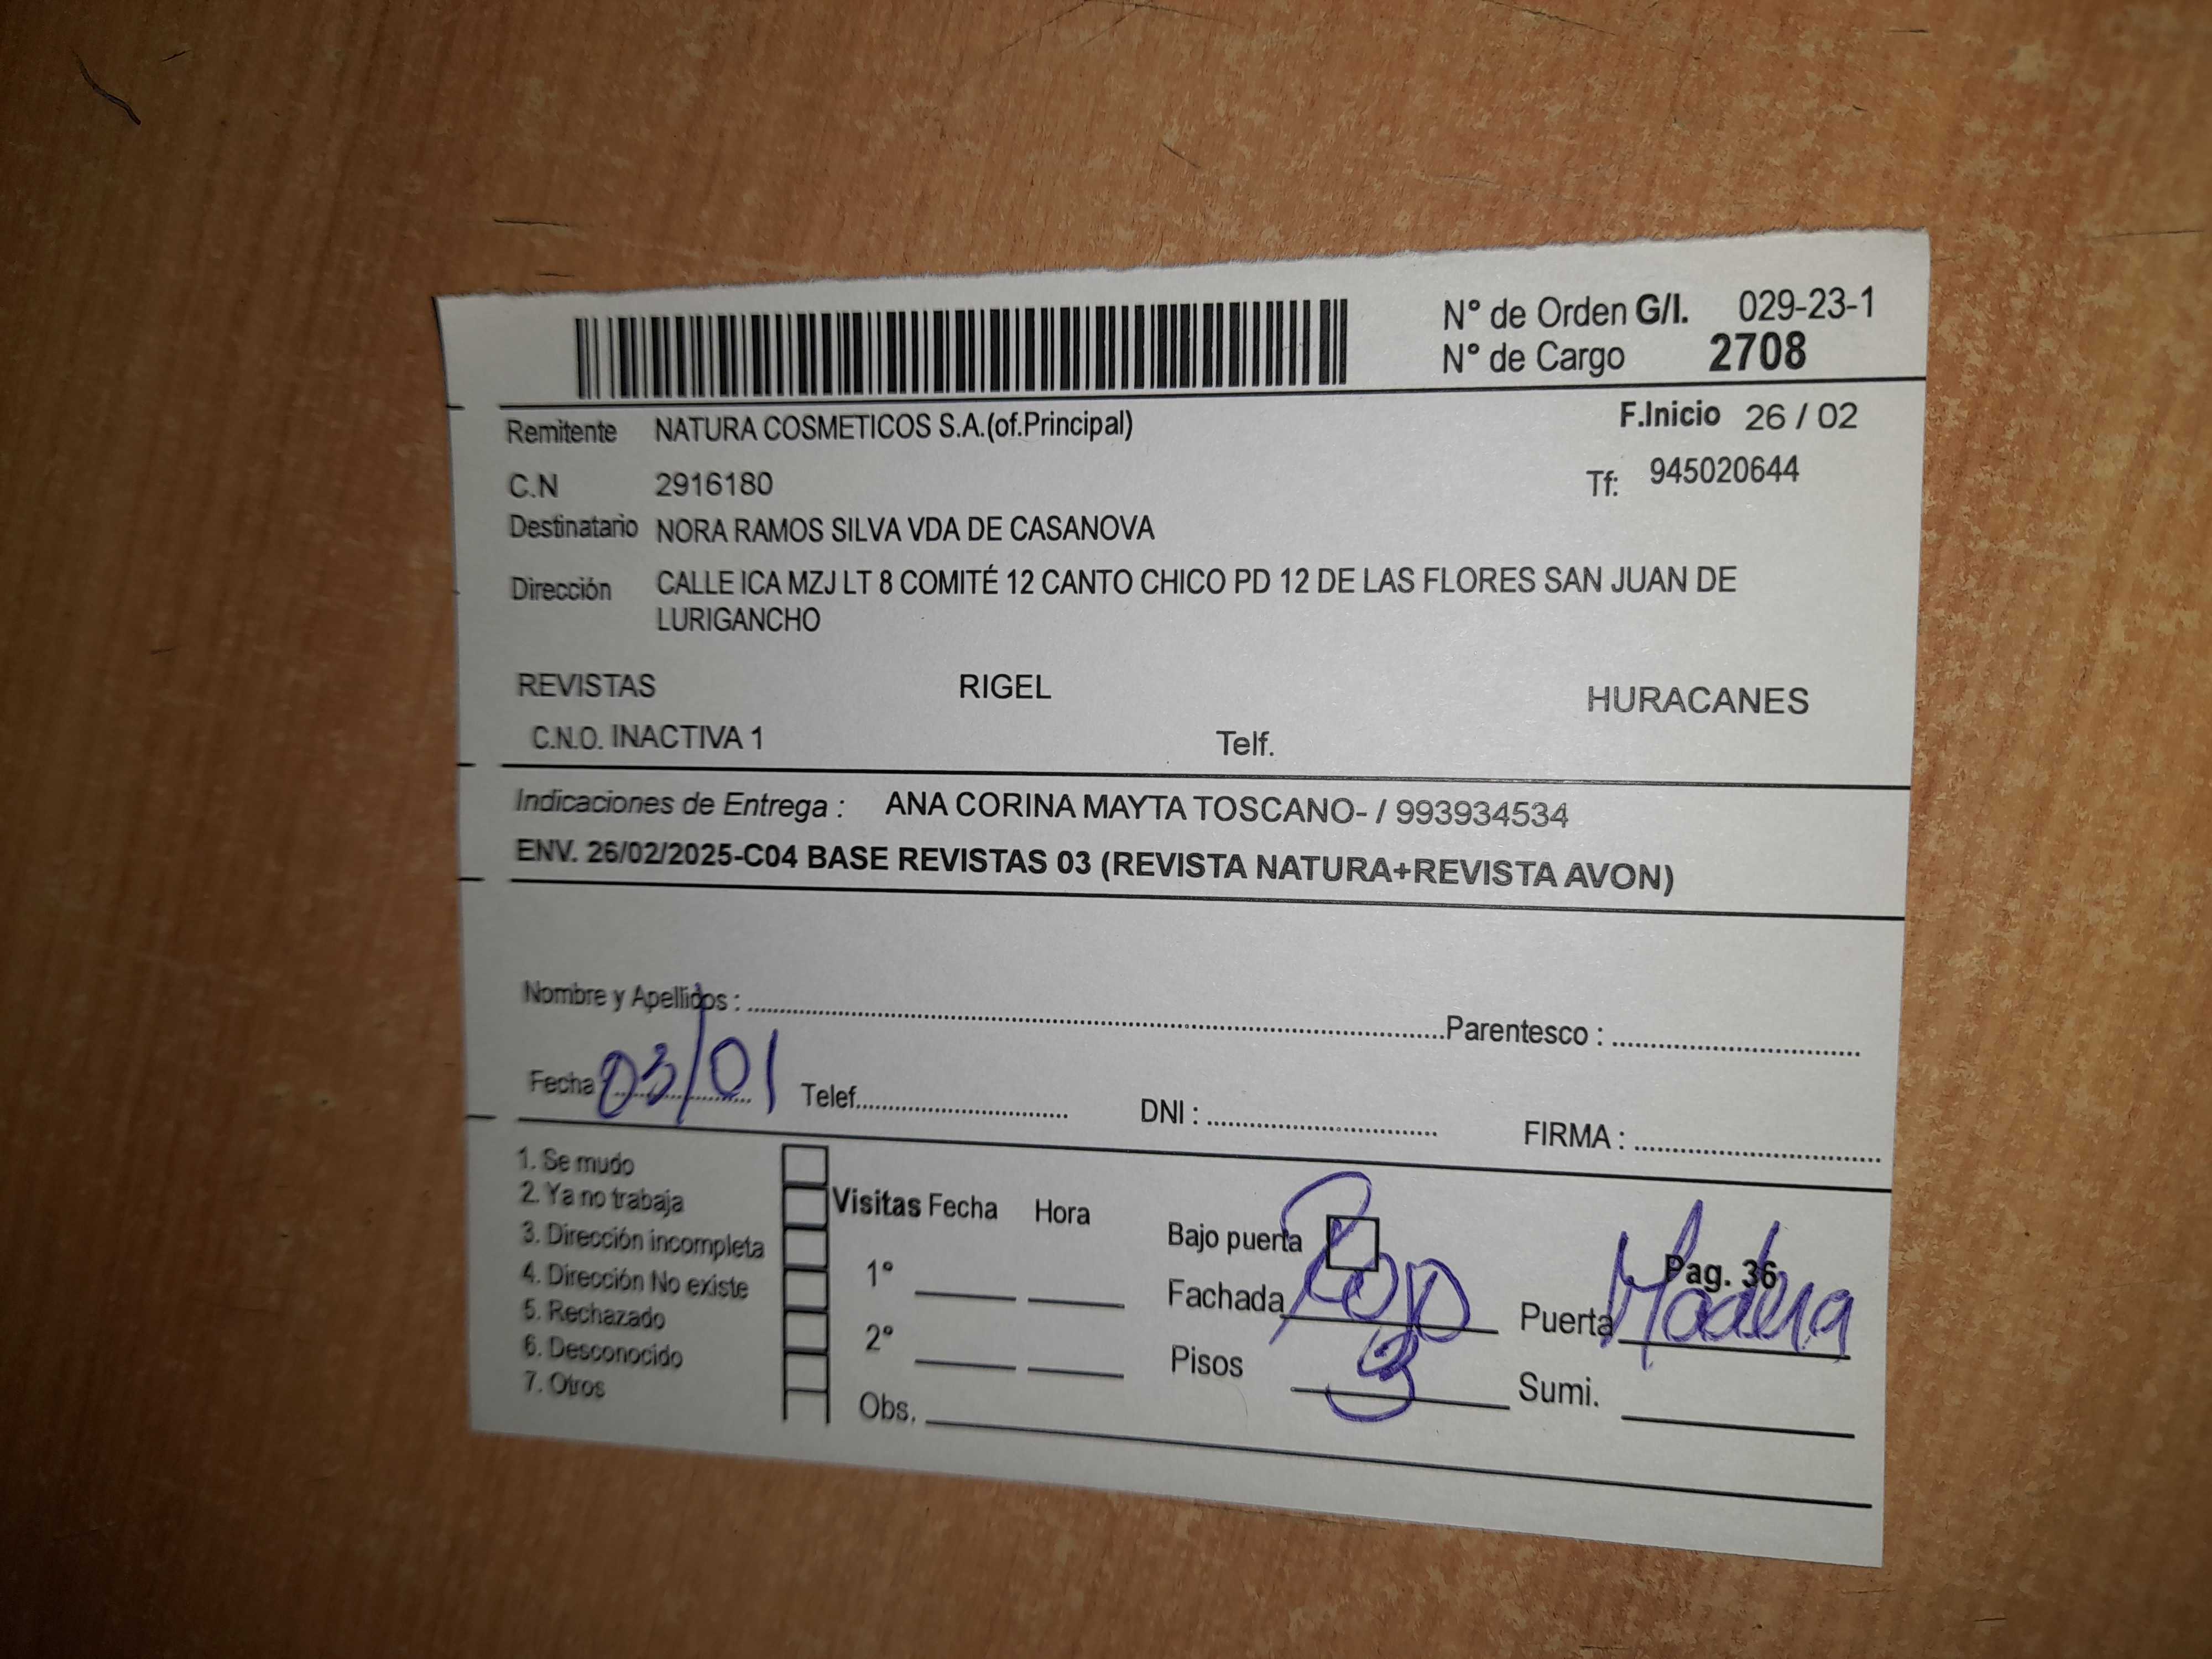 N° de Orden G/I. 029-23-1
N° de Cargo 2708
Remitente NATURA COSMETICOS S.A.(of.Principal) F.Inicio 26 / 02
C.N 2916180 Tf: 945020644
Destinatario NORA RAMOS SILVA VDA DE CASANOVA
Dirección CALLE ICA MZJ LT 8 COMITÉ 12 CANTO CHICO PD 12 DE LAS FLORES SAN JUAN DE
LURIGANCHO
REVISTAS RIGEL HURACANES
C.N.O. INACTIVA 1 Telf.
Indicaciones de Entrega : ANA CORINA MAYTA TOSCANO- / 993934534
ENV. 26/02/2025-C04 BASE REVISTAS 03 (REVISTA NATURA+REVISTA AVON)
Nombre y Apellidos : Parentesco :
Fecha 03/01 Telef. DNI : FIRMA :
1. Se mudo
2. Ya no trabaja
3. Dirección incompleta
4. Dirección No existe
5. Rechazado
6. Desconocido
7. Otros
Visitas Fecha Hora
1°
2°
Obs.
Bajo puerta
Fachada Rojo
Pisos 3
Pag. 36
Puerta Madera
Sumi.